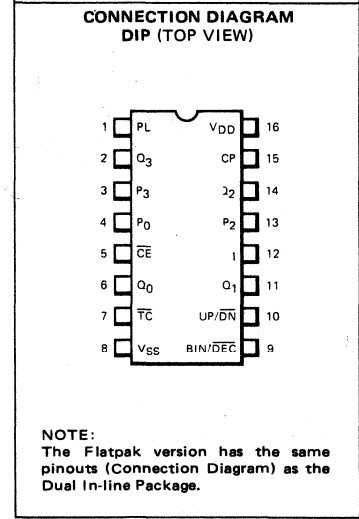 CONNECTION DIAGRAM
DIP (TOP VIEW)
1 PL VDD 16
2 Q3 CP 15
3 P3 2 14
4 P0 P2 13
5 CE 12
6 Q0 Q1 11
7 TC UP/DN 10
8 VSS BIN/DEC 9
NOTE:
The Flatpak version has the same
pinouts (Connection Diagram) as the
Dual In-line Package.